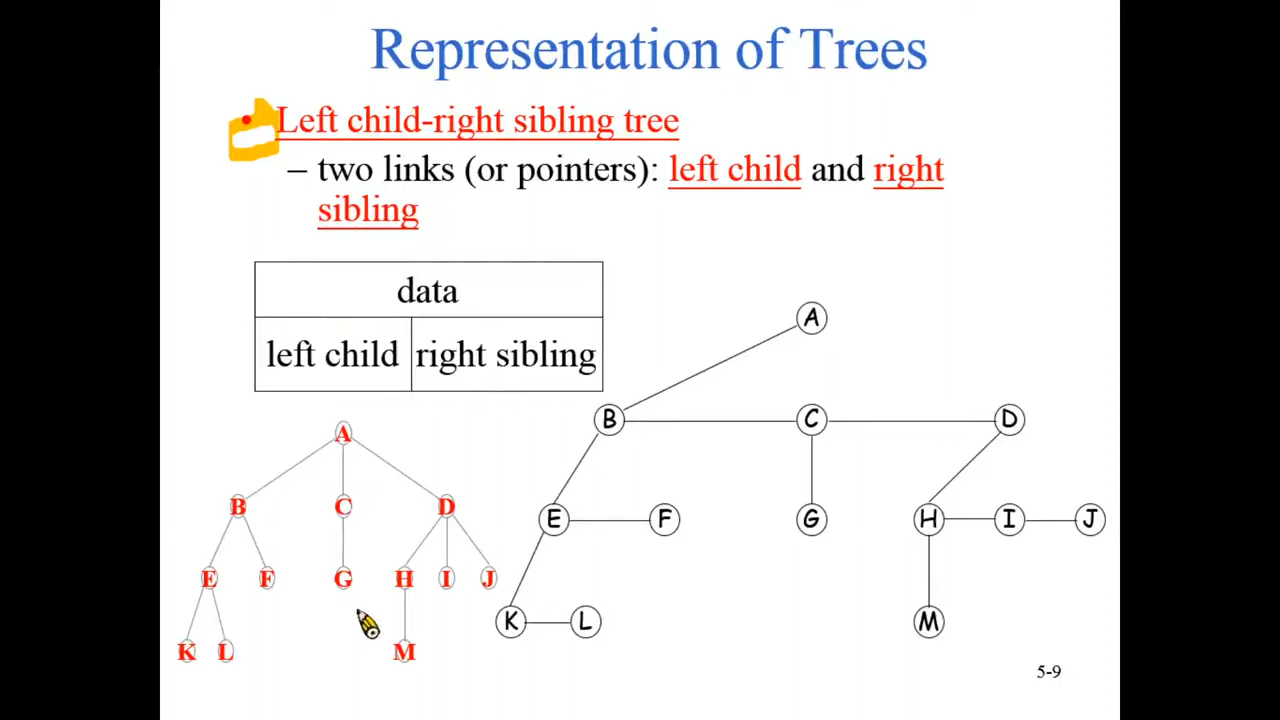 Representation of Trees
• Left child-right sibling tree
– two links (or pointers): left child and right
sibling
data
left child right sibling
A
B C D
E F G H I J
K L M
A
B C D
E F G H I J
K L M
5-9